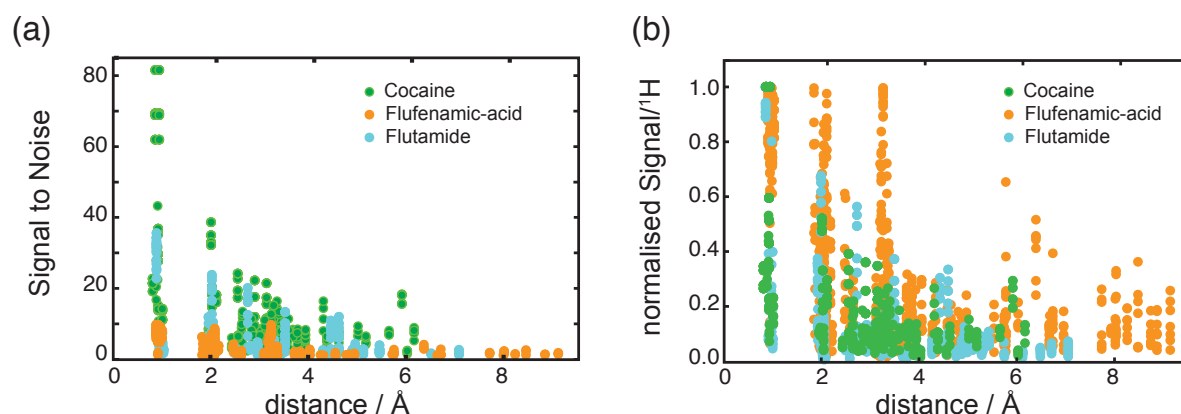 (a)
Signal to Noise
80
60
40
20
0
Cocaine
Flufenamic-acid
Flutamide
0 2 4 6 8
distance / Å
(b)
normalised Signal/¹H
1.0
0.8
0.6
0.4
0.2
0.0
Cocaine
Flufenamic-acid
Flutamide
0 2 4 6 8
distance / Å